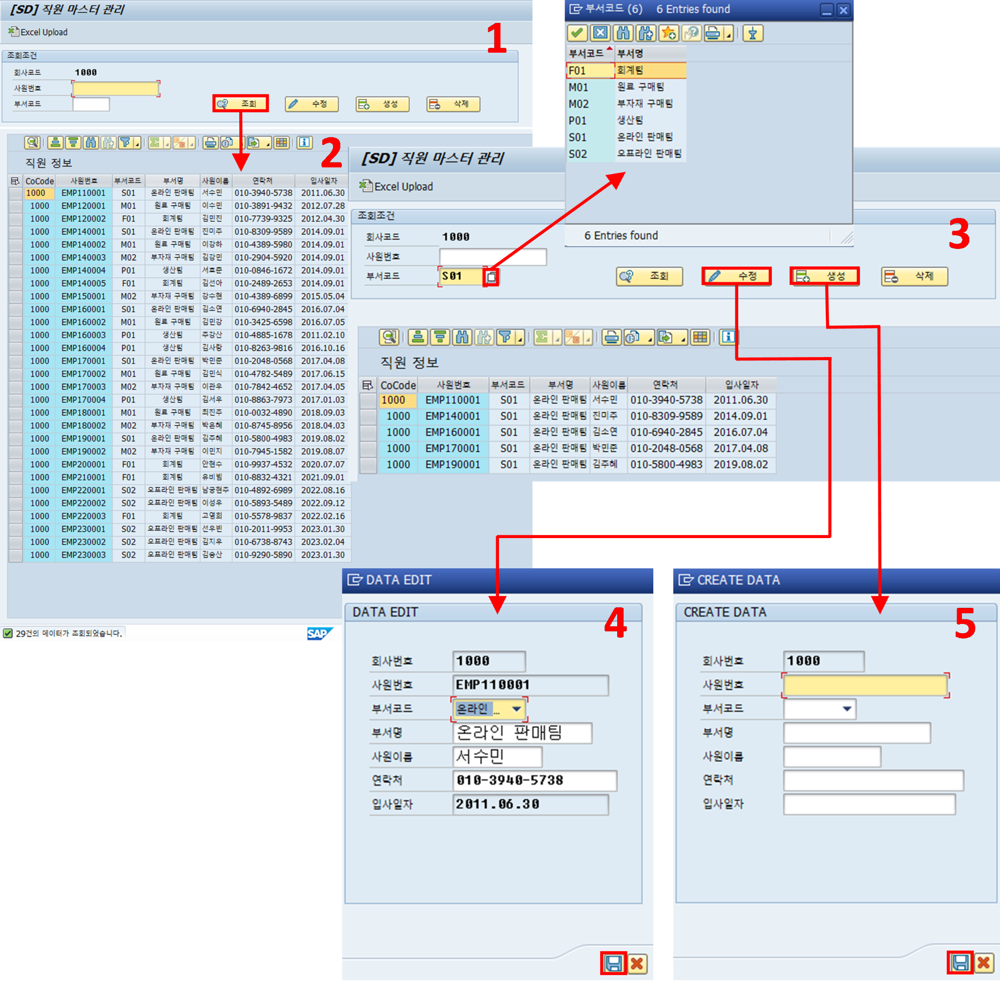 [SD] 직원 마스터 관리
Excel Upload
1
조회조건
회사코드 1000
사원번호
부서코드
조회 수정 생성 삭제
2
직원 정보
CoCode 사원번호 부서코드 부서명 사원이름 연락처 입사일자
1000 EMP110001 S01 온라인 판매팀 서수민 010-3940-5738 2011.06.30
1000 EMP120001 M01 원료 구매팀 이수민 010-3891-9432 2012.07.28
1000 EMP120002 F01 회계팀 김민진 010-7739-9325 2012.04.30
1000 EMP140001 S01 온라인 판매팀 진미주 010-8309-9589 2014.09.01
1000 EMP140002 M01 원료 구매팀 이강하 010-4389-5980 2014.09.01
1000 EMP140003 M02 부자재 구매팀 김강민 010-2904-5920 2014.09.01
1000 EMP140004 P01 생산팀 서효준 010-0846-1672 2014.09.01
1000 EMP140005 F01 회계팀 김선아 010-2489-2653 2014.09.01
1000 EMP150001 M02 부자재 구매팀 강수현 010-4389-6899 2015.05.04
1000 EMP160001 S01 온라인 판매팀 김소연 010-6940-2845 2016.07.04
1000 EMP160002 M01 원료 구매팀 김민강 010-3425-6598 2016.07.05
1000 EMP160003 P01 생산팀 주강산 010-4885-1678 2011.02.10
1000 EMP160004 P01 생산팀 김사랑 010-8263-9816 2016.10.16
1000 EMP170001 S01 온라인 판매팀 박민준 010-2048-0568 2017.04.08
1000 EMP170002 M01 원료 구매팀 김민식 010-4782-5489 2017.06.15
1000 EMP170003 M02 부자재 구매팀 이관우 010-7842-4652 2017.04.05
1000 EMP170004 P01 생산팀 김서우 010-8863-7973 2017.01.03
1000 EMP180001 M01 원료 구매팀 최진주 010-0032-4890 2018.09.03
1000 EMP180002 M02 부자재 구매팀 박은혜 010-8745-8956 2018.04.03
1000 EMP190001 S01 온라인 판매팀 김주혜 010-5800-4983 2019.08.02
1000 EMP190002 M02 부자재 구매팀 이민지 010-7945-1582 2019.08.07
1000 EMP200001 F01 회계팀 안현수 010-9937-4532 2020.07.07
1000 EMP210001 F01 회계팀 유비빔 010-8832-4321 2021.09.01
1000 EMP220001 S02 오프라인 판매팀 남궁현주 010-4892-6989 2022.08.16
1000 EMP220002 S02 오프라인 판매팀 이성우 010-5893-5489 2022.09.12
1000 EMP220003 F01 회계팀 고영희 010-5578-9837 2022.02.16
1000 EMP230001 S02 오프라인 판매팀 선우빈 010-2011-9953 2023.01.30
1000 EMP230002 S02 오프라인 판매팀 김지우 010-6738-8743 2023.02.04
1000 EMP230003 S02 오프라인 판매팀 김승산 010-9290-5890 2023.01.30
29건의 데이터가 조회되었습니다.
SAP
부서코드 (6) 6 Entries found
부서코드 부서명
F01 회계팀
M01 원료 구매팀
M02 부자재 구매팀
P01 생산팀
S01 온라인 판매팀
S02 오프라인 판매팀
6 Entries found
[SD] 직원 마스터 관리
Excel Upload
3
조회조건
회사코드 1000
사원번호
부서코드 S01
조회 수정 생성 삭제
직원 정보
CoCode 사원번호 부서코드 부서명 사원이름 연락처 입사일자
1000 EMP110001 S01 온라인 판매팀 서수민 010-3940-5738 2011.06.30
1000 EMP140001 S01 온라인 판매팀 진미주 010-8309-9589 2014.09.01
1000 EMP160001 S01 온라인 판매팀 김소연 010-6940-2845 2016.07.04
1000 EMP170001 S01 온라인 판매팀 박민준 010-2048-0568 2017.04.08
1000 EMP190001 S01 온라인 판매팀 김주혜 010-5800-4983 2019.08.02
DATA EDIT
DATA EDIT
4
회사번호 1000
사원번호 EMP110001
부서코드 온라인 ...
부서명 온라인 판매팀
사원이름 서수민
연락처 010-3940-5738
입사일자 2011.06.30
CREATE DATA
CREATE DATA
5
회사번호 1000
사원번호
부서코드
부서명
사원이름
연락처
입사일자